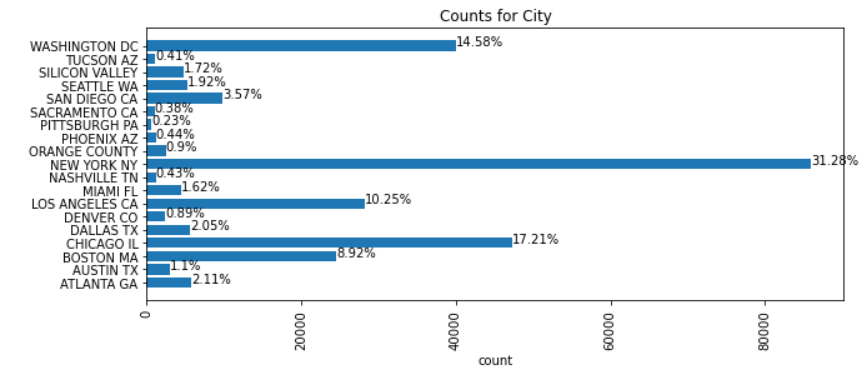 Counts for City
WASHINGTON DC 14.58%
TUCSON AZ 0.41%
SILICON VALLEY 1.72%
SEATTLE WA 1.92%
SAN DIEGO CA 3.57%
SACRAMENTO CA 0.38%
PITTSBURGH PA 0.23%
PHOENIX AZ 0.44%
ORANGE COUNTY 0.9%
NEW YORK NY 31.28%
NASHVILLE TN 0.43%
MIAMI FL 1.62%
LOS ANGELES CA 10.25%
DENVER CO 0.89%
DALLAS TX 2.05%
CHICAGO IL 17.21%
BOSTON MA 8.92%
AUSTIN TX 1.1%
ATLANTA GA 2.11%
0 20000 40000 60000 80000
count